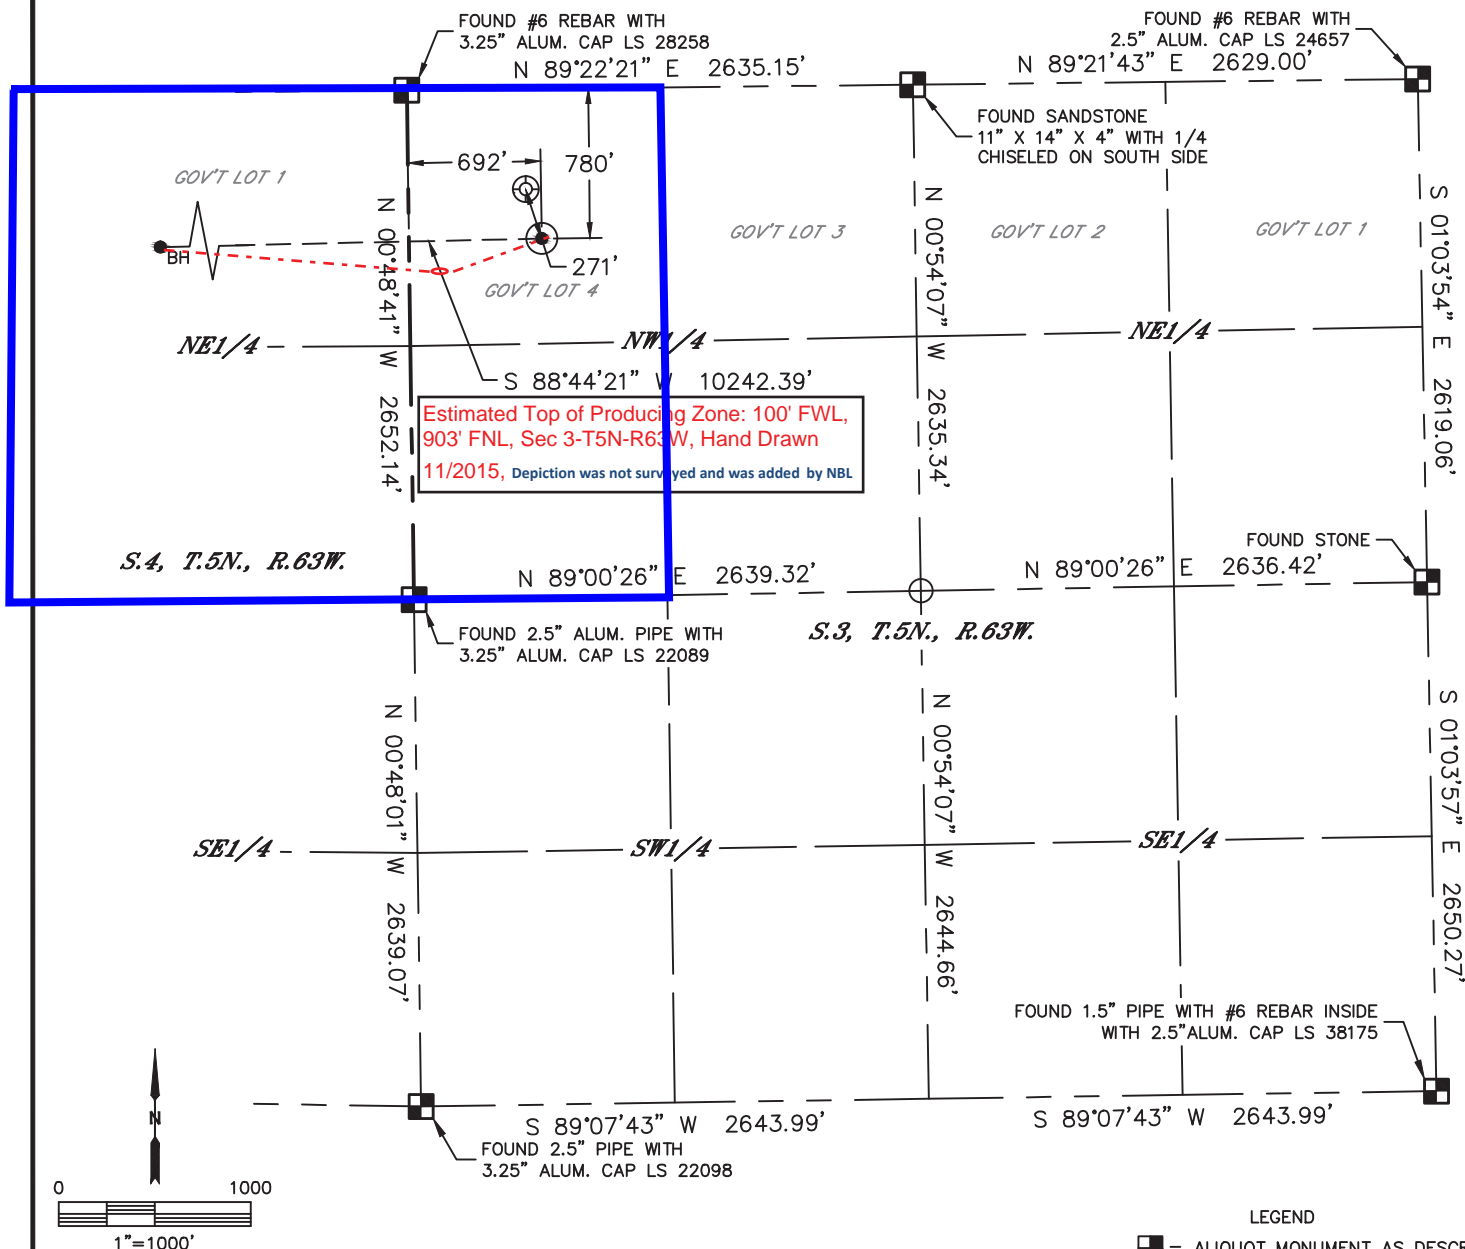 FOUND #6 REBAR WITH
3.25" ALUM. CAP LS 28258
N 89°22'21" E 2635.15'
FOUND #6 REBAR WITH
2.5" ALUM. CAP LS 24657
N 89°21'43" E 2629.00'
FOUND SANDSTONE
11" X 14" X 4" WITH 1/4
CHISELED ON SOUTH SIDE
692'
780'
GOV'T LOT 1
BH
271'
GOV'T LOT 4
GOV'T LOT 3
GOV'T LOT 2
GOV'T LOT 1
N 00°48'41" W 2652.14'
N 00°54'07" W 2635.34'
S 01°03'54" E 2619.06'
NE1/4
NW1/4
NE1/4
S 88°44'21" W 10242.39'
Estimated Top of Producing Zone: 100' FWL,
903' FNL, Sec 3-T5N-R63W, Hand Drawn
11/2015, Depiction was not surveyed and was added by NBL
S.4, T.5N., R.63W.
N 89°00'26" E 2639.32'
N 89°00'26" E 2636.42'
FOUND STONE
FOUND 2.5" ALUM. PIPE WITH
3.25" ALUM. CAP LS 22089
S.3, T.5N., R.63W.
N 00°48'01" W 2639.07'
N 00°54'07" W 2644.66'
S 01°03'57" E 2650.27'
SE1/4
SW1/4
SE1/4
FOUND 1.5" PIPE WITH #6 REBAR INSIDE
WITH 2.5"ALUM. CAP LS 38175
S 89°07'43" W 2643.99'
S 89°07'43" W 2643.99'
FOUND 2.5" PIPE WITH
3.25" ALUM. CAP LS 22098
N
0 1000
1"=1000'
LEGEND
= ALIQUOT MONUMENT AS DESCR